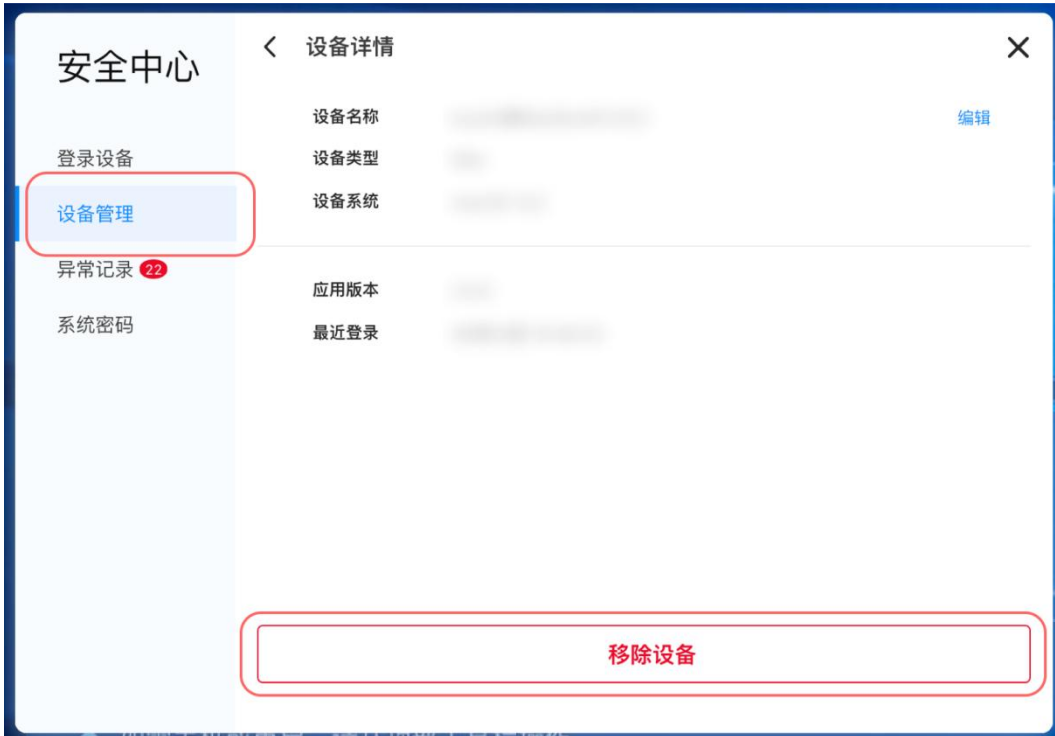 安全中心
登录设备
设备管理
异常记录 22
系统密码
设备详情
设备名称
编辑
设备类型
设备系统
应用版本
最近登录
移除设备